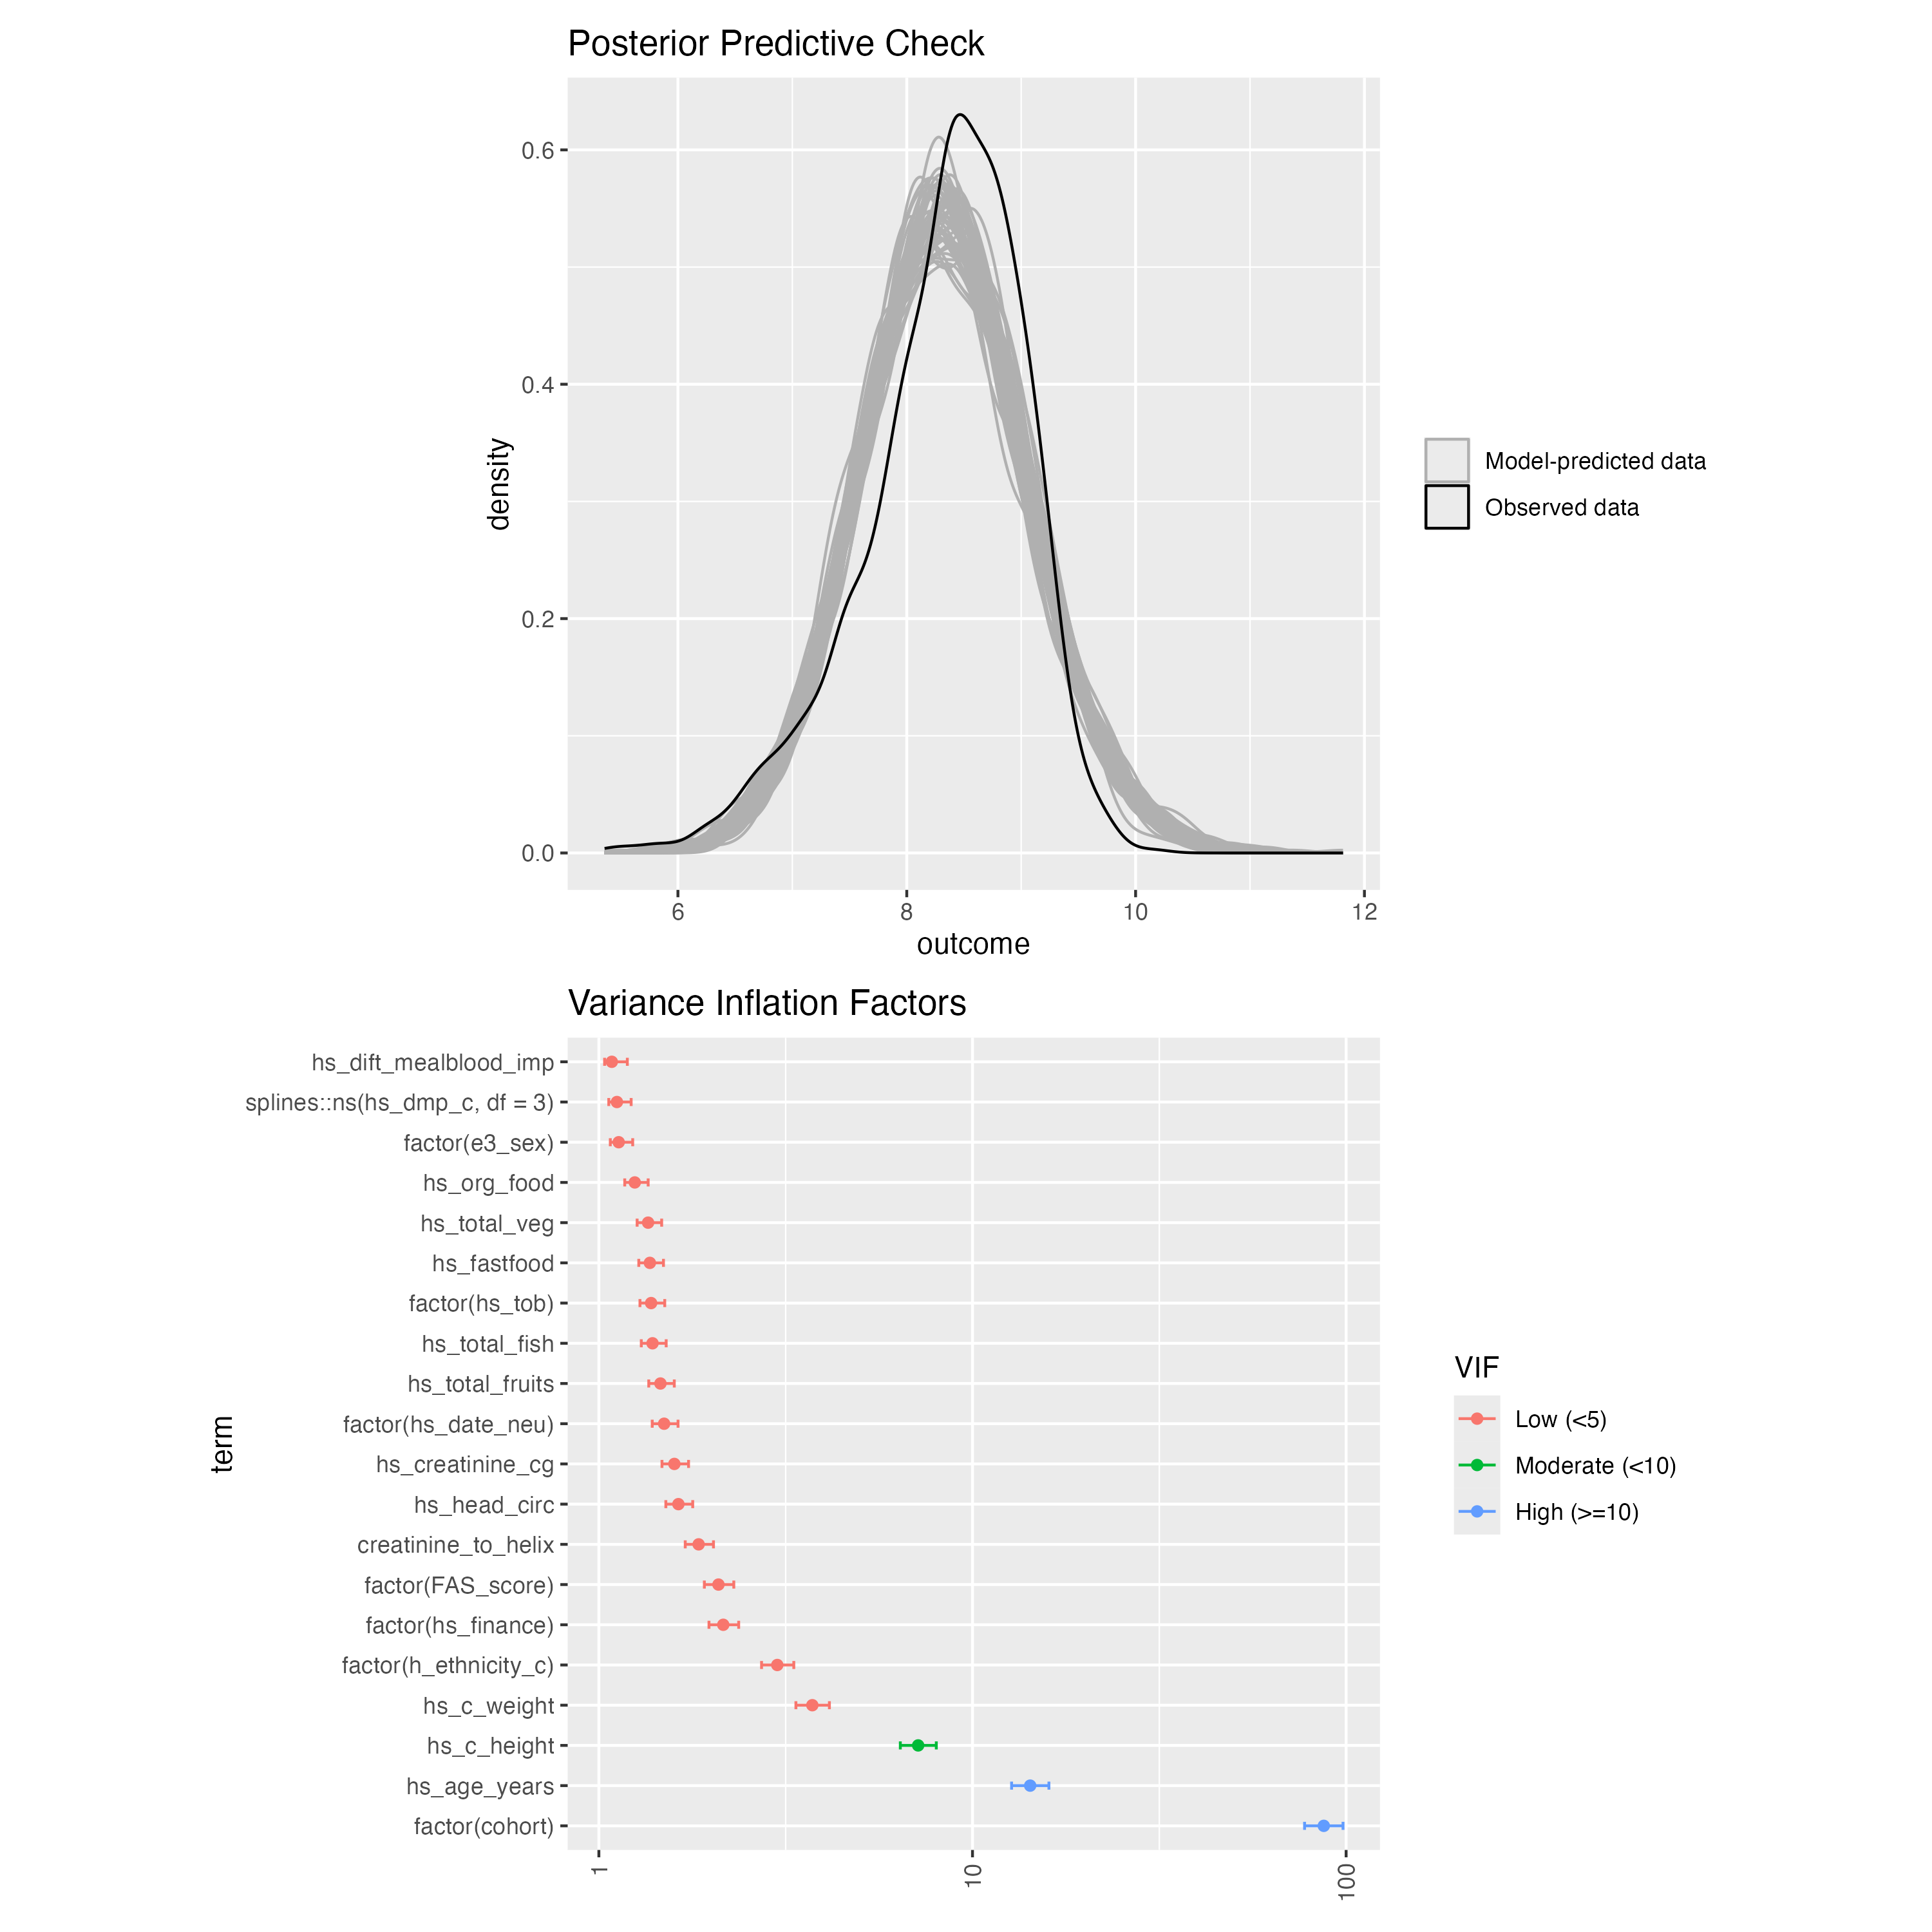 Posterior Predictive Check
0.6
0.4
0.2
0.0
density
6
8
10
12
outcome
Model-predicted data
Observed data
Variance Inflation Factors
hs_dift_mealblood_imp
splines::ns(hs_dmp_c, df = 3)
factor(e3_sex)
hs_org_food
hs_total_veg
hs_fastfood
factor(hs_tob)
hs_total_fish
hs_total_fruits
factor(hs_date_neu)
hs_creatinine_cg
hs_head_circ
creatinine_to_helix
factor(FAS_score)
factor(hs_finance)
factor(h_ethnicity_c)
hs_c_weight
hs_c_height
hs_age_years
factor(cohort)
term
1
10
100
VIF
Low (<5)
Moderate (<10)
High (>=10)